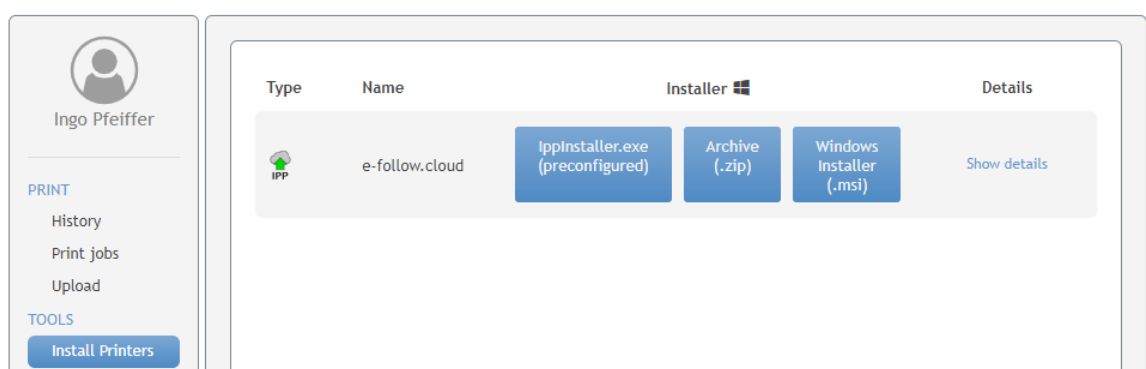 Ingo Pfeiffer
PRINT
History
Print jobs
Upload
TOOLS
Install Printers
Type Name Installer Details
IPP
e-follow.cloud
IppInstaller.exe
(preconfigured)
Archive
(.zip)
Windows
Installer
(.msi)
Show details